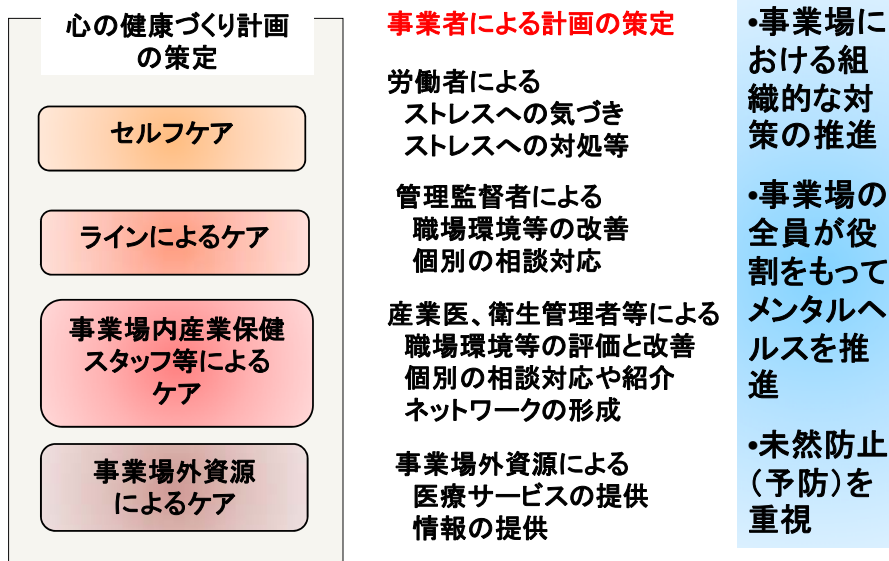 心の健康づくり計画
の策定
事業者による計画の策定
セルフケア
労働者による
ストレスへの気づき
ストレスへの対処等
ラインによるケア
管理監督者による
職場環境等の改善
個別の相談対応
事業場内産業保健
スタッフ等による
ケア
産業医、衛生管理者等による
職場環境等の評価と改善
個別の相談対応や紹介
ネットワークの形成
事業場外資源
によるケア
事業場外資源による
医療サービスの提供
情報の提供
•事業場に
おける組
織的な対
策の推進
•事業場の
全員が役
割をもって
メンタルヘ
ルスを推
進
•未然防止
(予防)を
重視